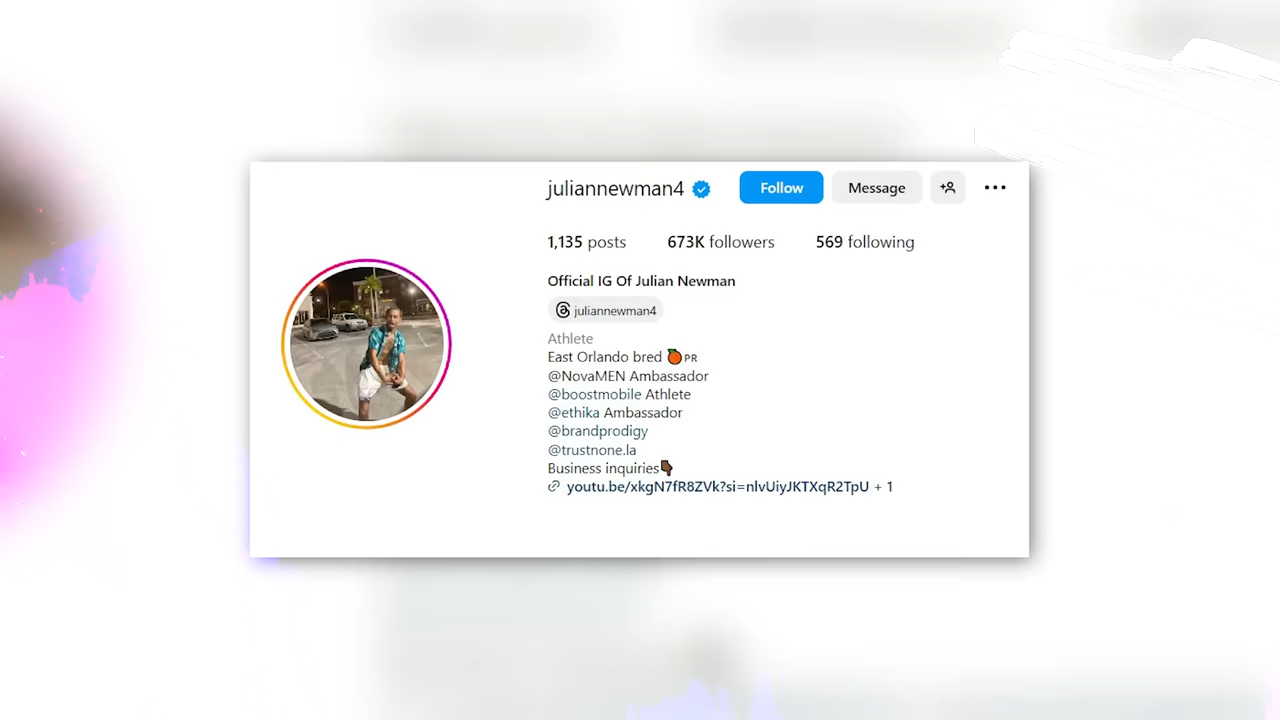 juliannewman4 Follow Message
1,135 posts 673K followers 569 following
Official IG Of Julian Newman
juliannewman4
Athlete
East Orlando bred 🍊PR
@NovaMEN Ambassador
@boostmobile Athlete
@ethika Ambassador
@brandprodigy
@trustnone.la
Business inquiries👇🏿
youtu.be/xkgN7fR8ZVk?si=nlvUiyJKTXqR2TpU + 1